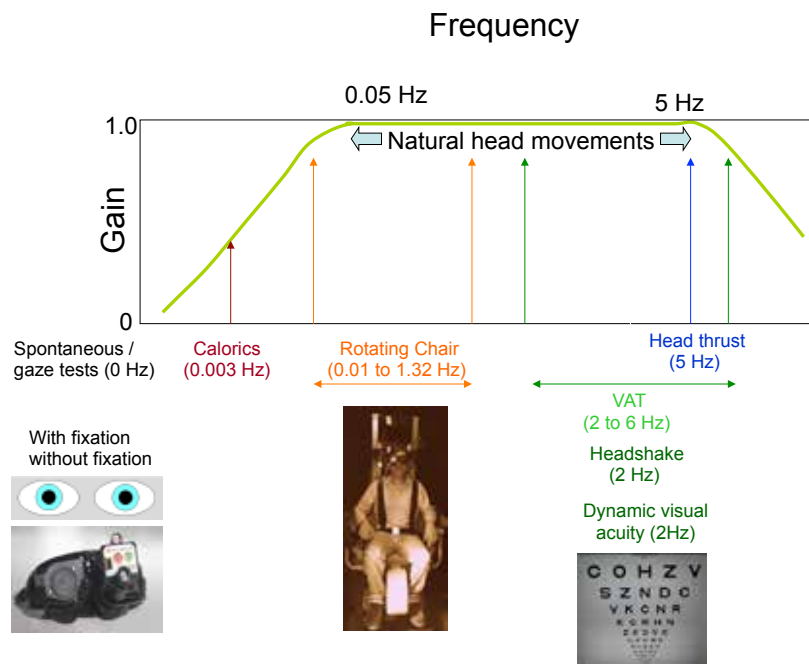 Frequency
0.05 Hz
5 Hz
1.0
Natural head movements
Gain
0
Spontaneous /
gaze tests (0 Hz)
Calorics
(0.003 Hz)
Rotating Chair
(0.01 to 1.32 Hz)
Head thrust
(5 Hz)
VAT
(2 to 6 Hz)
With fixation
without fixation
Headshake
(2 Hz)
Dynamic visual
acuity (2Hz)
C O H Z V
S Z N D C
V K C N R
K C R H N